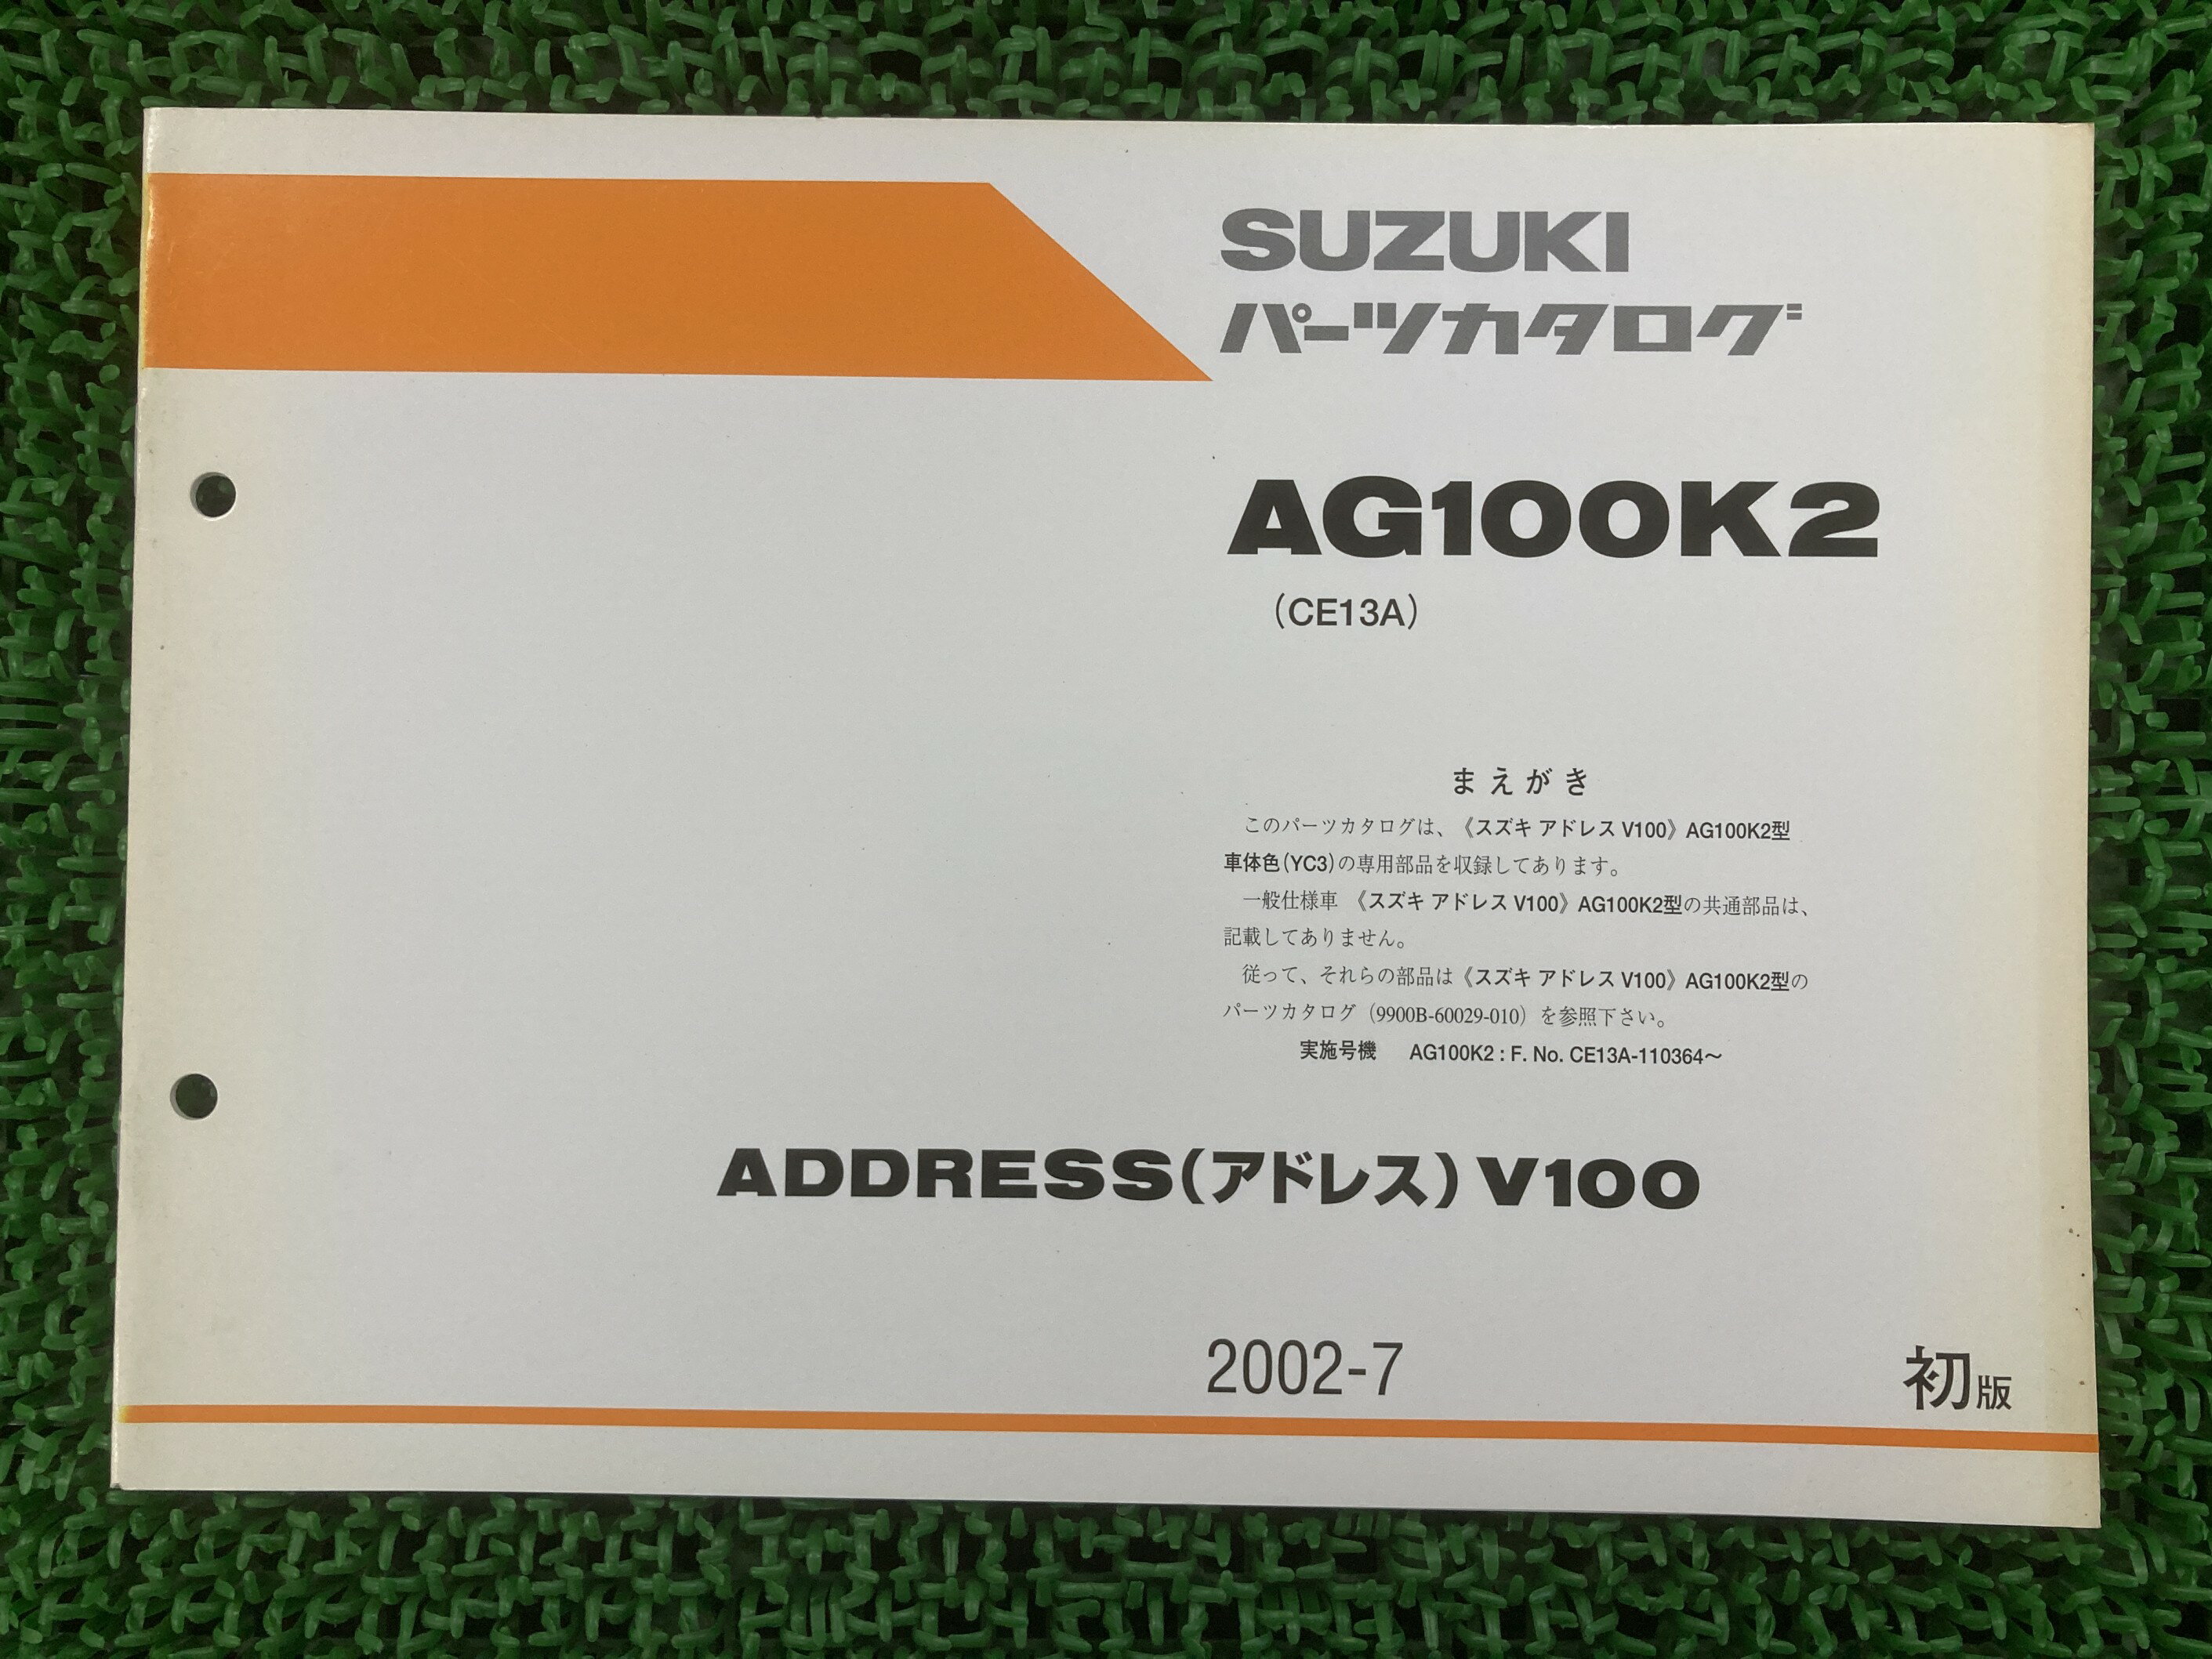 SUZUKI
パーツカタログ
AG100K2
(CE13A)
まえがき
このパーツカタログは、《スズキ アドレス V100》AG100K2型
車体色(YC3)の専用部品を収録してあります。
一般仕様車 《スズキ アドレス V100》AG100K2型の共通部品は、
記載してありません。
従って、それらの部品は《スズキ アドレス V100》AG100K2型の
パーツカタログ（9900B-60029-010）を参照下さい。
実施号機 AG100K2 : F. No. CE13A-110364〜
ADDRESS(アドレス) V100
2002-7
初版